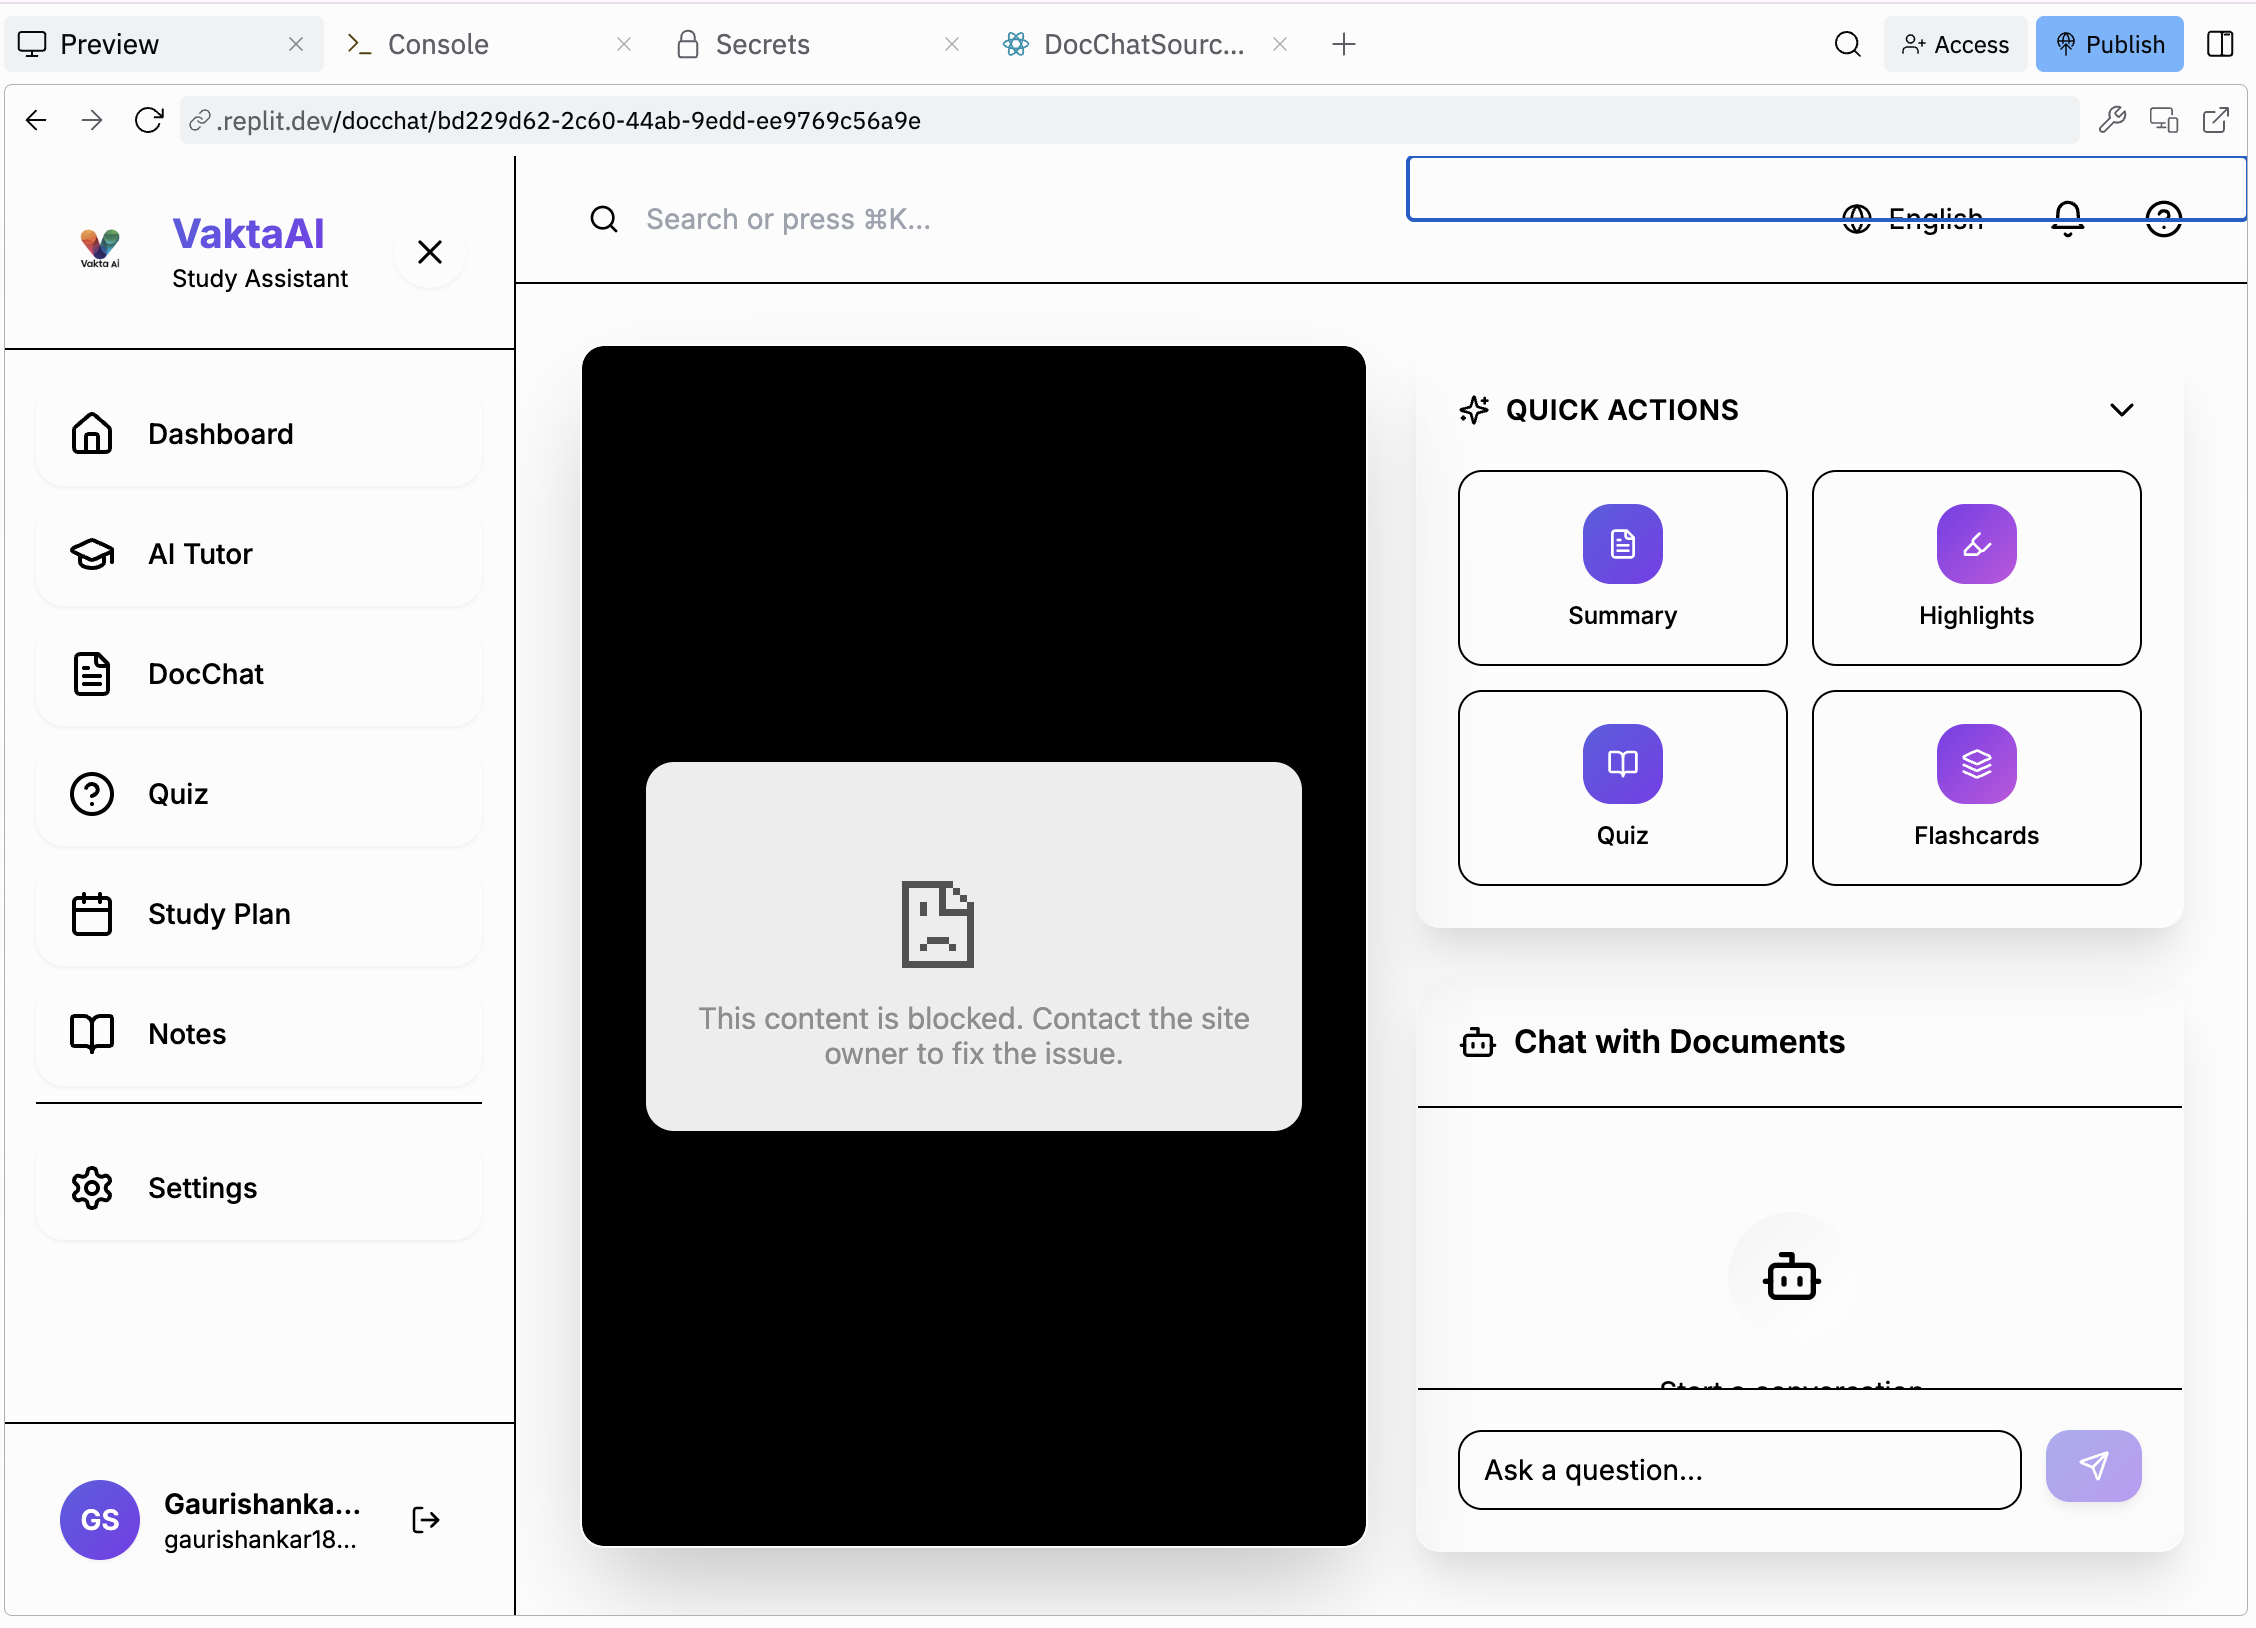 Preview
Console
Secrets
DocChatSourc...
Access
Publish
.replit.dev/docchat/bd229d62-2c60-44ab-9edd-ee9769c56a9e
Vakta Ai
VaktaAI
Study Assistant
Search or press ⌘K...
English
Dashboard
AI Tutor
DocChat
Quiz
Study Plan
Notes
Settings
GS
Gaurishanka...
gaurishankar18...
This content is blocked. Contact the site
owner to fix the issue.
QUICK ACTIONS
Summary
Highlights
Quiz
Flashcards
Chat with Documents
Start a conversation
Ask a question...